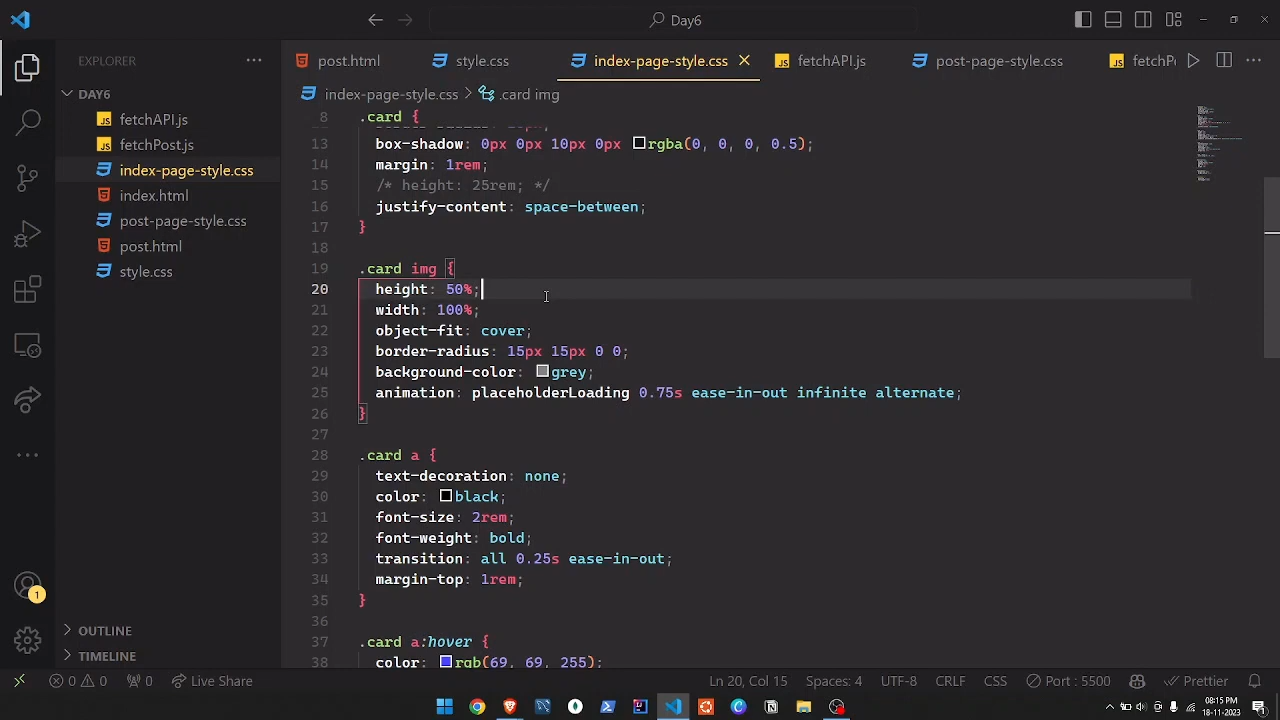 Day6
EXPLORER
DAY6
fetchAPI.js
fetchPost.js
index-page-style.css
index.html
post-page-style.css
post.html
style.css
OUTLINE
TIMELINE
1
post.html style.css index-page-style.css fetchAPI.js post-page-style.css fetchP
index-page-style.css > .card img
8 .card {
13 box-shadow: 0px 0px 10px 0px rgba(0, 0, 0, 0.5);
14 margin: 1rem;
15 /* height: 25rem; */
16 justify-content: space-between;
17 }
18
19 .card img {
20 height: 50%;
21 width: 100%;
22 object-fit: cover;
23 border-radius: 15px 15px 0 0;
24 background-color: grey;
25 animation: placeholderLoading 0.75s ease-in-out infinite alternate;
26 }
27
28 .card a {
29 text-decoration: none;
30 color: black;
31 font-size: 2rem;
32 font-weight: bold;
33 transition: all 0.25s ease-in-out;
34 margin-top: 1rem;
35 }
36
37 .card a:hover {
38 color: rgb(69, 69, 255);
0 0 0 Live Share Ln 20, Col 15 Spaces: 4 UTF-8 CRLF CSS Port : 5500 Prettier
08:15 PM
18-11-2023